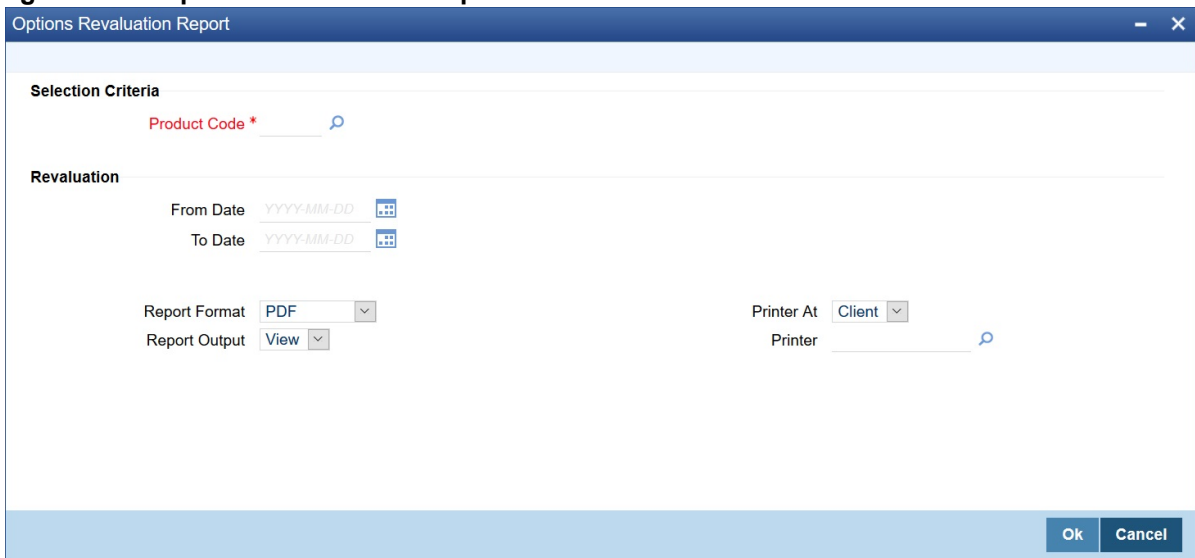 Options Revaluation Report
Selection Criteria
Product Code *
Revaluation
From Date YYYY-MM-DD
To Date YYYY-MM-DD
Report Format PDF Printer At Client
Report Output View Printer
Ok Cancel